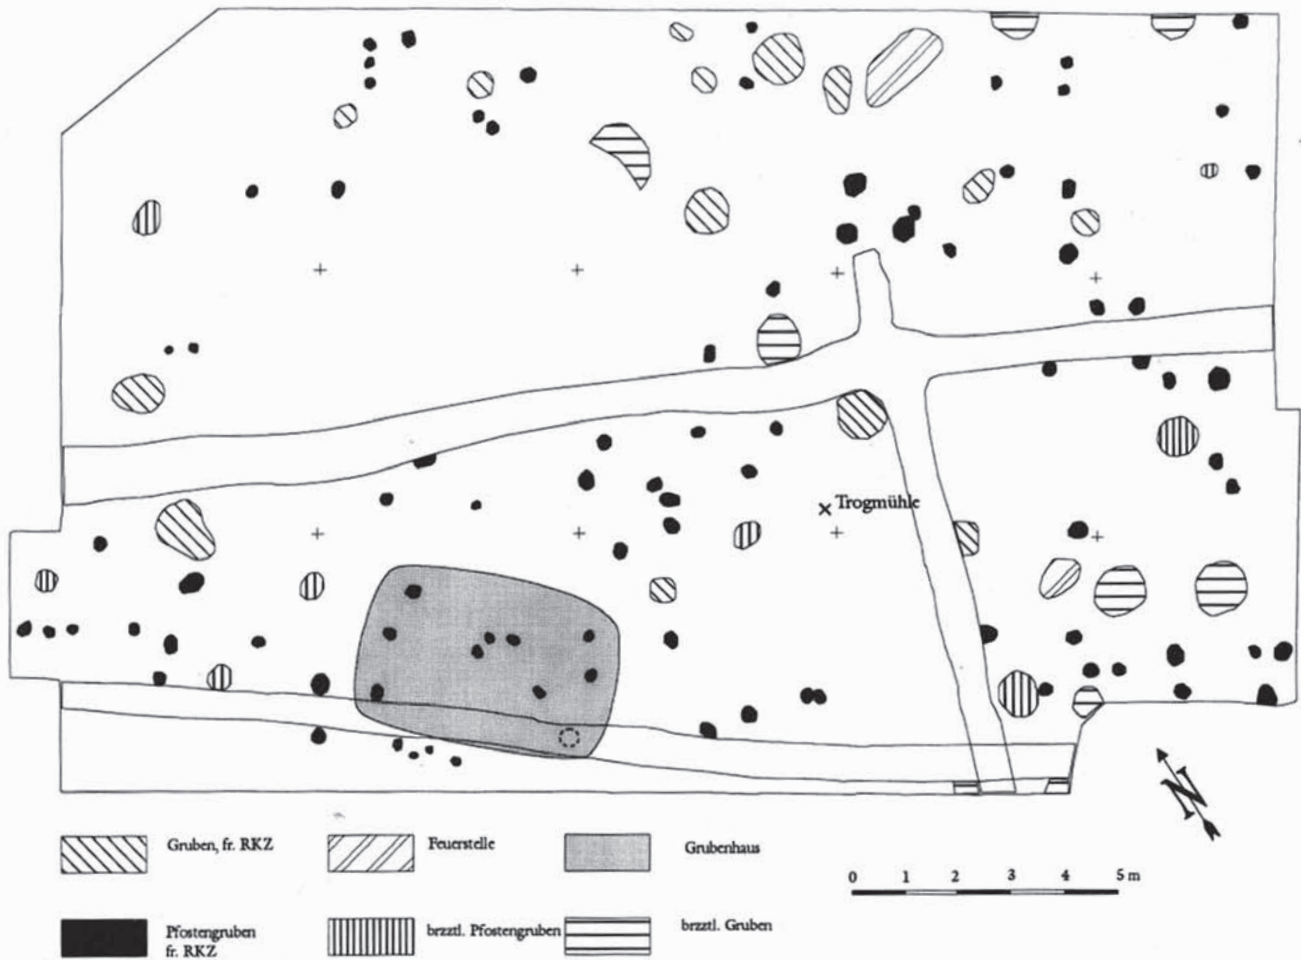 Trogmühle
N
Gruben, fr. RKZ
Feuerstelle
Grubenhaus
0 1 2 3 4 5 m
Pfostengruben
fr. RKZ
brzztl. Pfostengruben
brzztl. Gruben